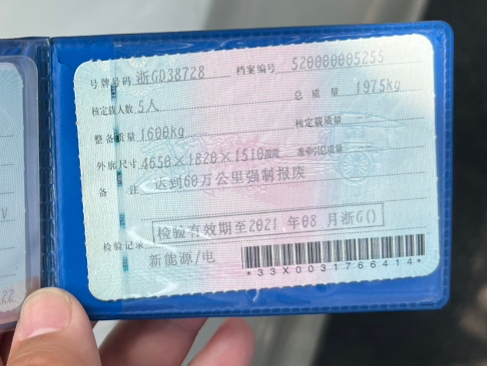 号牌号码 浙GD38728 档案编号 520000005255
核定载人数 5人 总质量 1975kg
整备质量 1600kg 核定载质量
外廓尺寸 4650×1820×1510 准牵引总质量
备注 达到60万公里强制报废
检验有效期至2021年08月浙G()
检验记录
新能源/电
*33X0031766414*
V
22